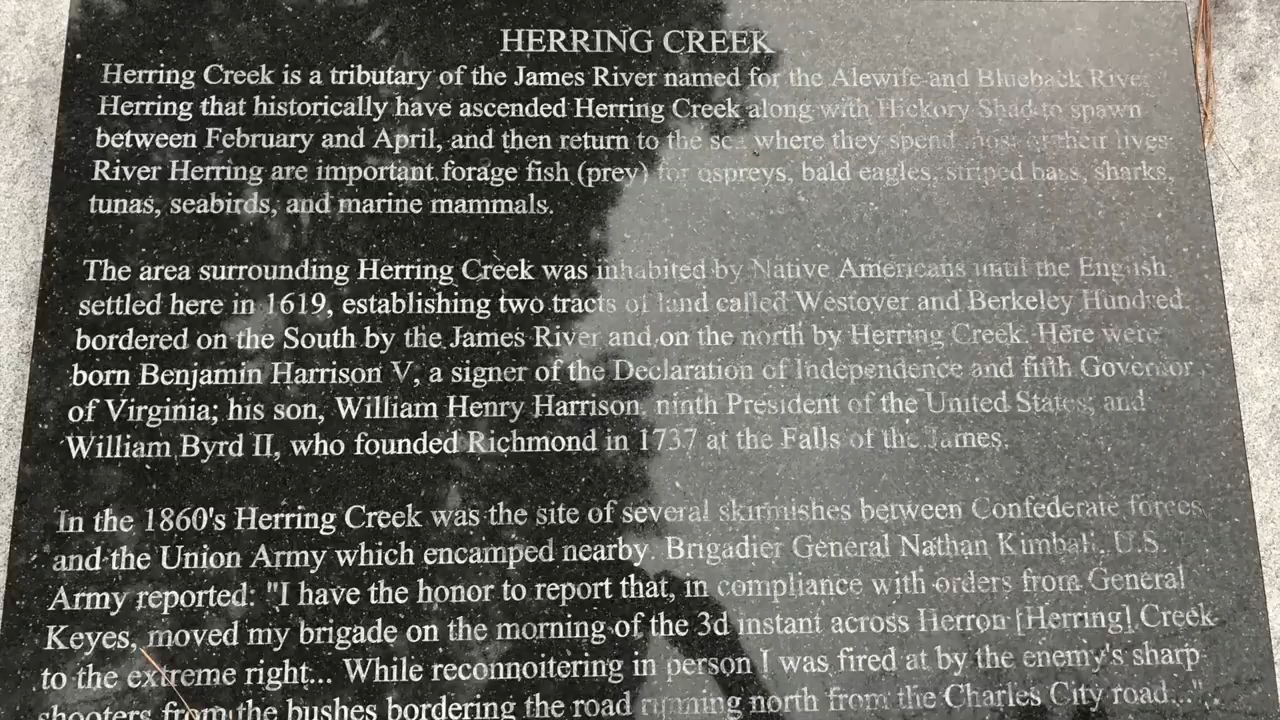 HERRING CREEK
Herring Creek is a tributary of the James River named for the Alewife and Blueback River
Herring that historically have ascended Herring Creek along with Hickory Shad to spawn
between February and April, and then return to the sea where they spend most of their lives.
River Herring are important forage fish (prey) for ospreys, bald eagles, striped bass, sharks,
tunas, seabirds, and marine mammals.
The area surrounding Herring Creek was inhabited by Native Americans until the English
settled here in 1619, establishing two tracts of land called Westover and Berkeley Hundred
bordered on the South by the James River and on the north by Herring Creek. Here were
born Benjamin Harrison V, a signer of the Declaration of Independence and fifth Governor
of Virginia; his son, William Henry Harrison, ninth President of the United States; and
William Byrd II, who founded Richmond in 1737 at the Falls of the James.
In the 1860's Herring Creek was the site of several skirmishes between Confederate forces
and the Union Army which encamped nearby. Brigadier General Nathan Kimball, U.S.
Army reported: "I have the honor to report that, in compliance with orders from General
Keyes, moved my brigade on the morning of the 3d instant across Herron [Herring] Creek
to the extreme right... While reconnoitering in person I was fired at by the enemy's sharp-
shooters from the bushes bordering the road running north from the Charles City road..."